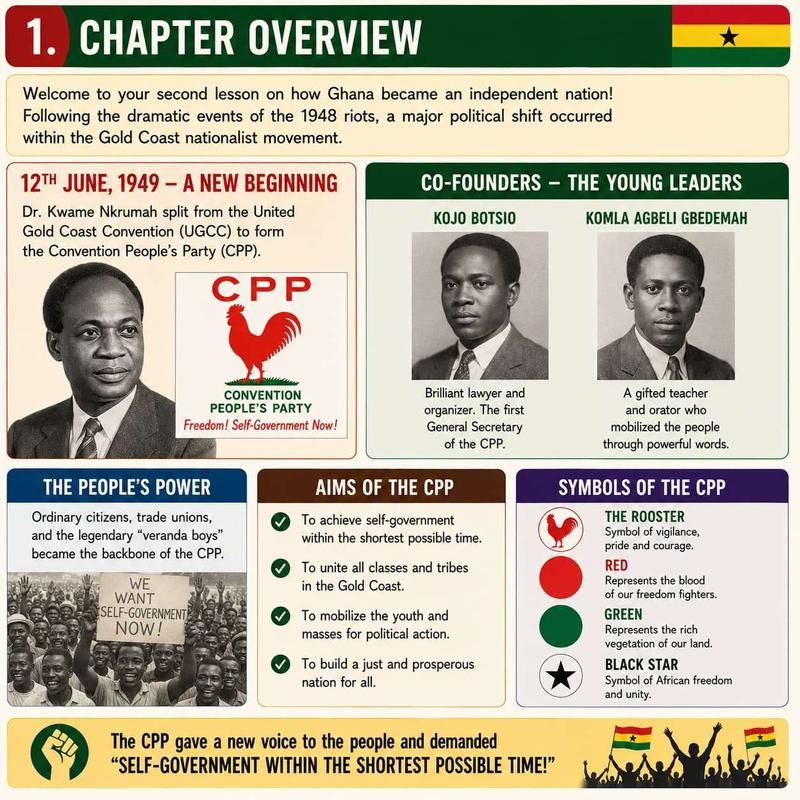 1. CHAPTER OVERVIEW
Welcome to your second lesson on how Ghana became an independent nation!
Following the dramatic events of the 1948 riots, a major political shift occurred
within the Gold Coast nationalist movement.
12TH JUNE, 1949 – A NEW BEGINNING
Dr. Kwame Nkrumah split from the United
Gold Coast Convention (UGCC) to form
the Convention People's Party (CPP).
CPP
CONVENTION
PEOPLE'S PARTY
Freedom! Self-Government Now!
CO-FOUNDERS – THE YOUNG LEADERS
KOJO BOTSIO
Brilliant lawyer and
organizer. The first
General Secretary
of the CPP.
KOMLA AGBELI GBEDEMAH
A gifted teacher
and orator who
mobilized the people
through powerful words.
THE PEOPLE'S POWER
Ordinary citizens, trade unions,
and the legendary "veranda boys"
became the backbone of the CPP.
WE
WANT
SELF-GOVERNMENT
NOW!
AIMS OF THE CPP
To achieve self-government
within the shortest possible time.
To unite all classes and tribes
in the Gold Coast.
To mobilize the youth and
masses for political action.
To build a just and prosperous
nation for all.
SYMBOLS OF THE CPP
THE ROOSTER
Symbol of vigilance,
pride and courage.
RED
Represents the blood
of our freedom fighters.
GREEN
Represents the rich
vegetation of our land.
BLACK STAR
Symbol of African freedom
and unity.
The CPP gave a new voice to the people and demanded
"SELF-GOVERNMENT WITHIN THE SHORTEST POSSIBLE TIME!"